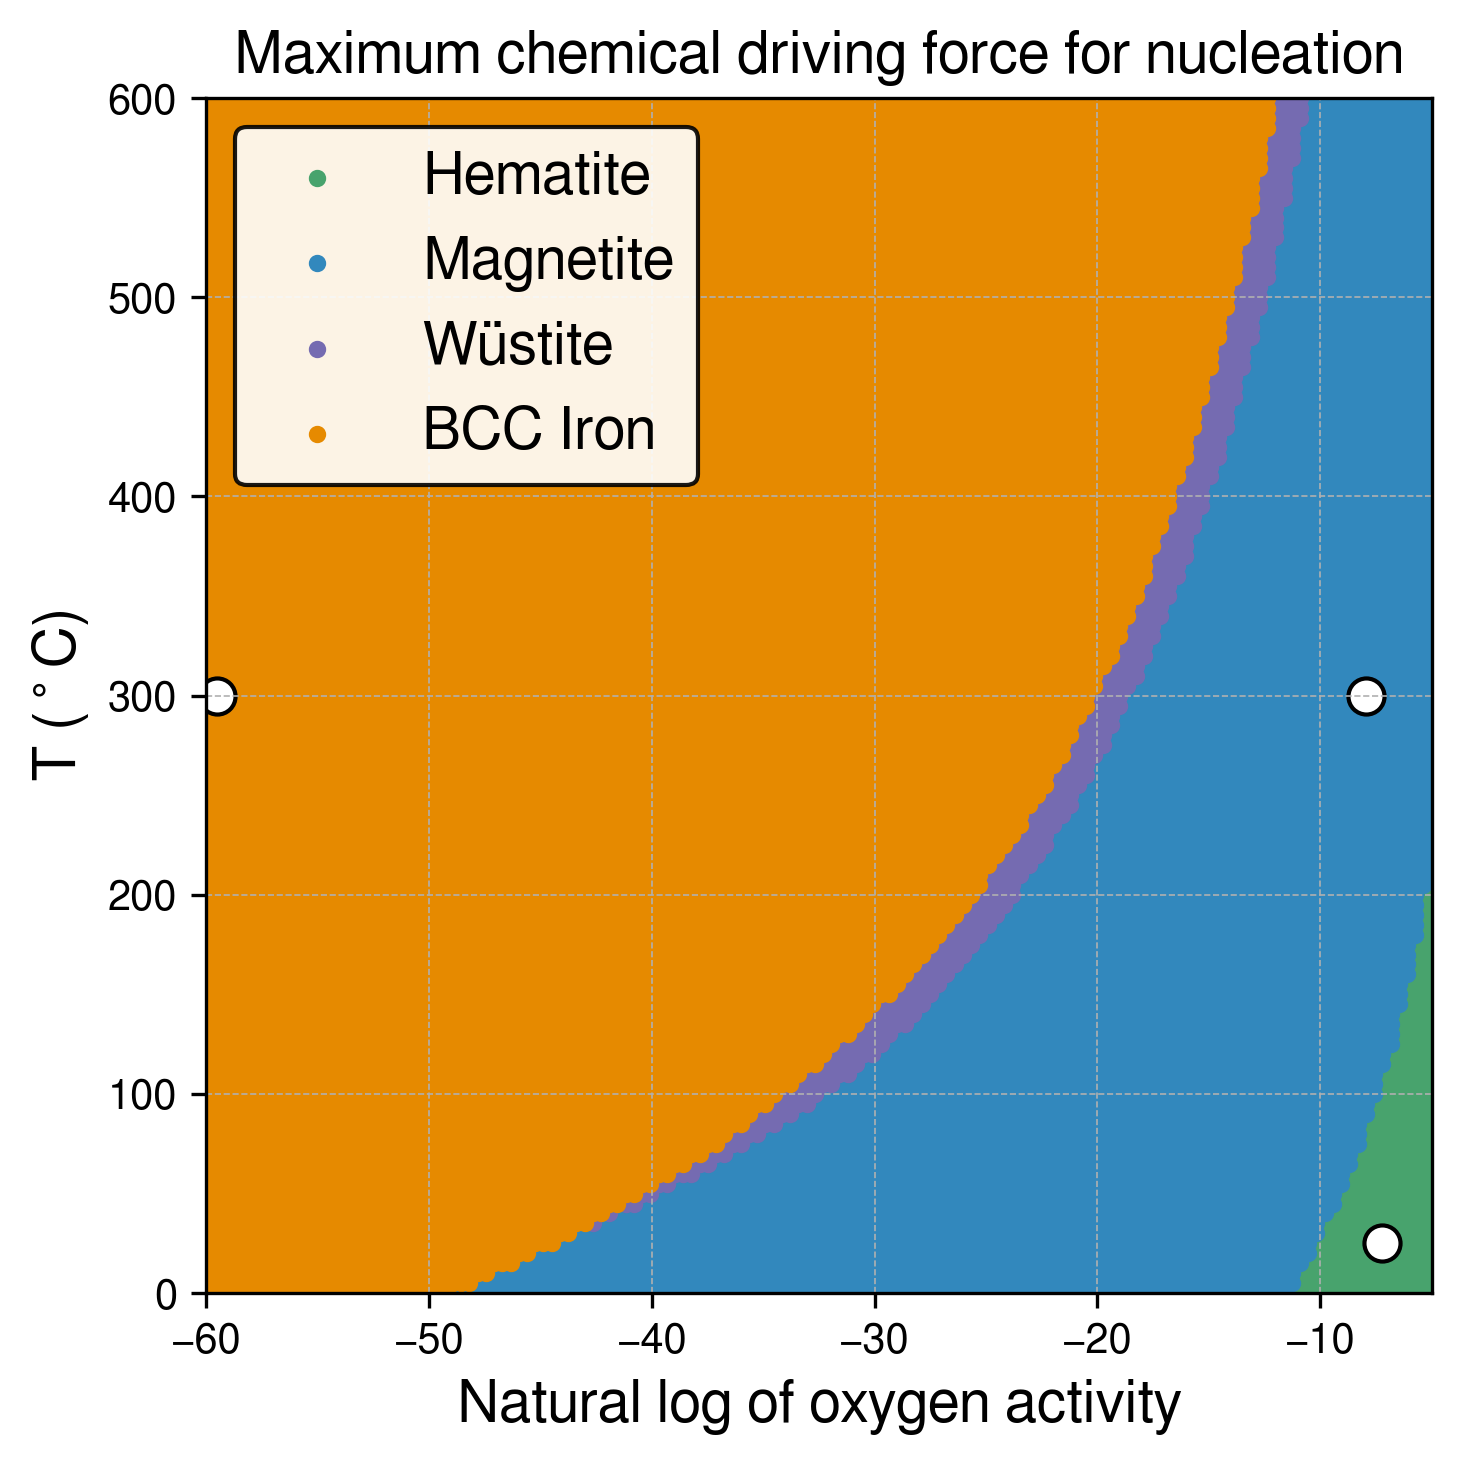 Maximum chemical driving force for nucleation
600
500
400
300
200
100
0
T (°C)
Hematite
Magnetite
Wüstite
BCC Iron
−60
−50
−40
−30
−20
−10
Natural log of oxygen activity